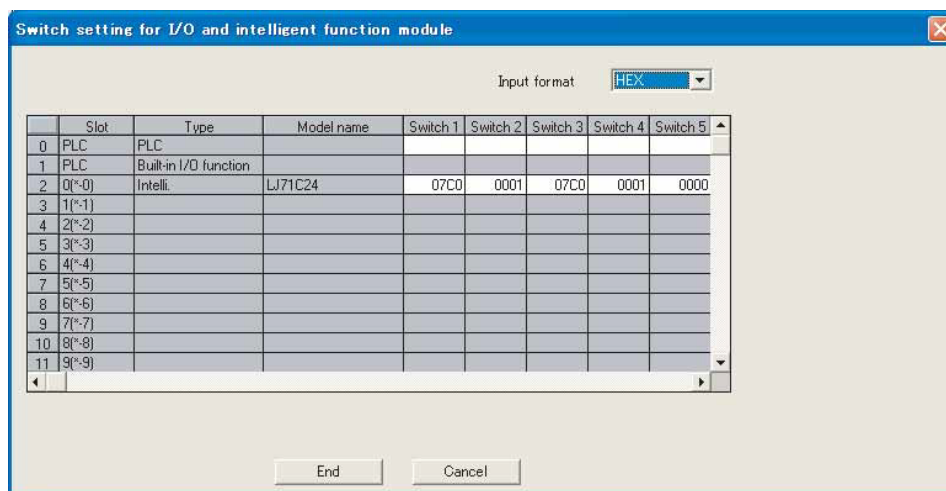 Switch setting for I/O and intelligent function module
Input format HEX
Slot Type Model name Switch 1 Switch 2 Switch 3 Switch 4 Switch 5
0 PLC PLC
1 PLC Built-in I/O function
2 0(*-0) Intelli. LJ71C24 07C0 0001 07C0 0001 0000
3 1(*-1)
4 2(*-2)
5 3(*-3)
6 4(*-4)
7 5(*-5)
8 6(*-6)
9 7(*-7)
10 8(*-8)
11 9(*-9)
End Cancel